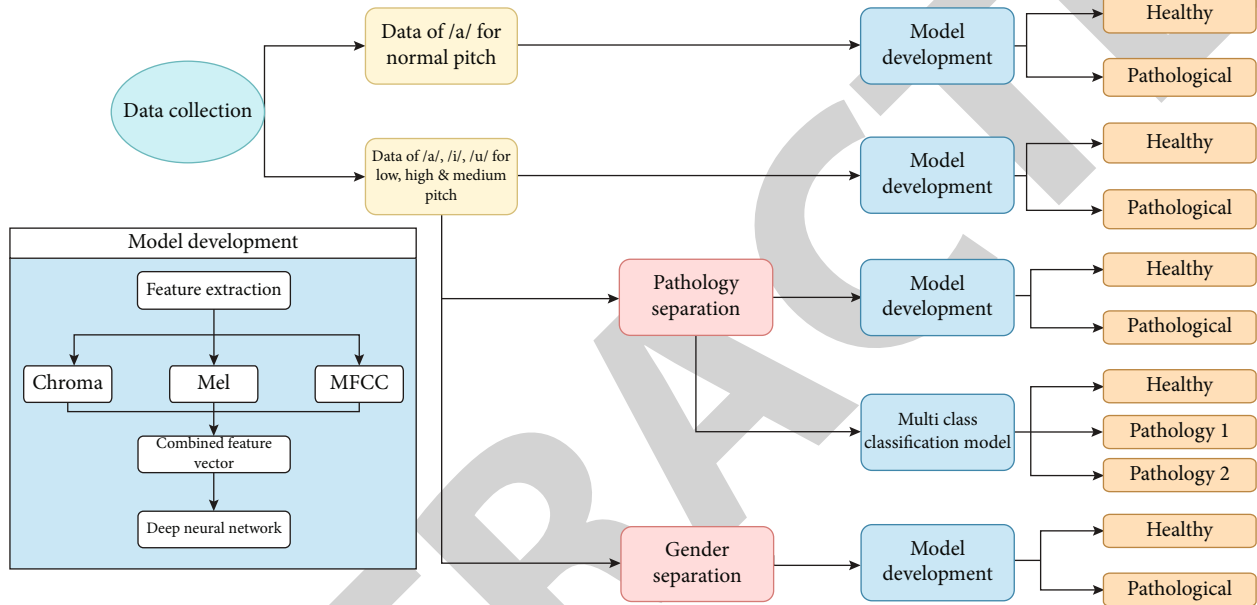 Data collection
Data of /a/ for
normal pitch
Model
development
Healthy
Pathological
Data of /a/, /i/, /u/ for
low, high & medium
pitch
Model
development
Healthy
Pathological
Pathology
separation
Model
development
Healthy
Pathological
Multi class
classification model
Healthy
Pathology 1
Pathology 2
Gender
separation
Model
development
Healthy
Pathological
Model development
Feature extraction
Chroma
Mel
MFCC
Combined feature
vector
Deep neural network
TRACTE